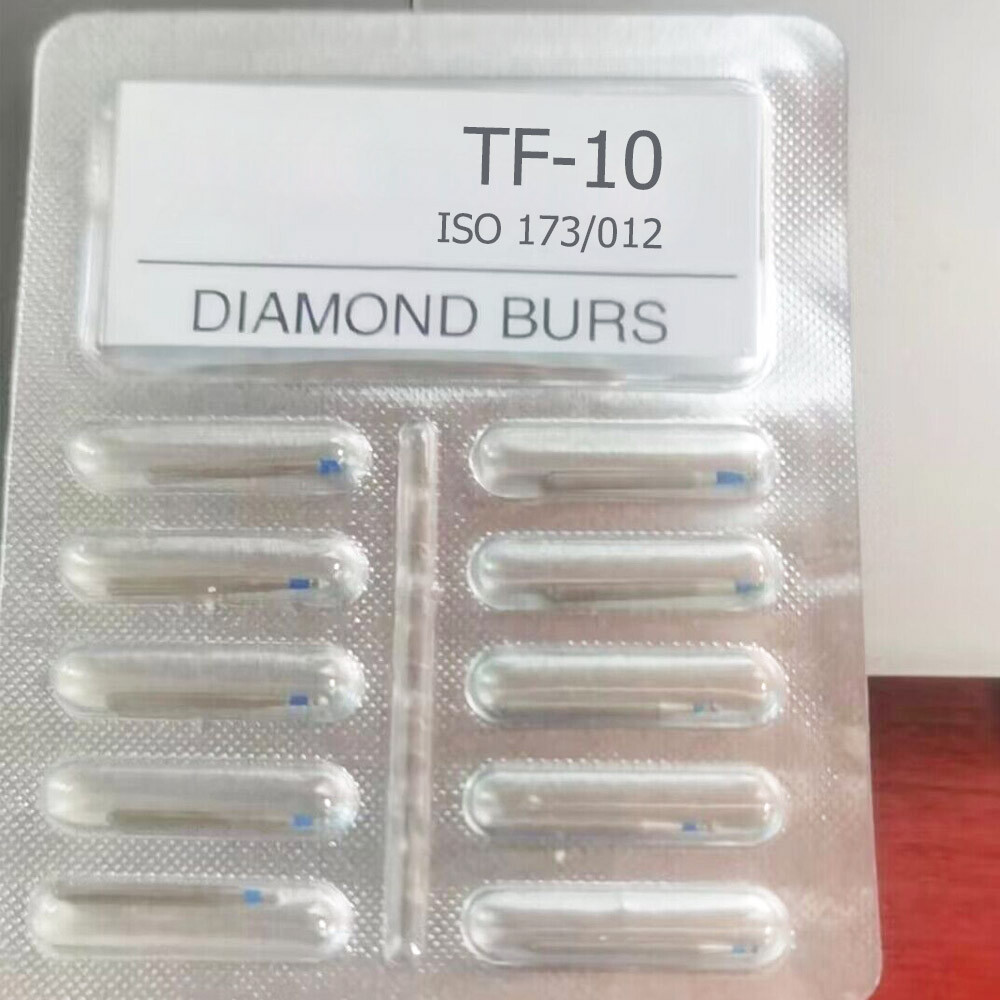 TF-10
ISO 173/012
DIAMOND BURS